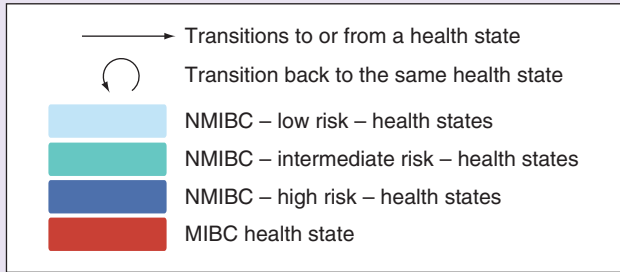 Transitions to or from a health state
Transition back to the same health state
NMIBC – low risk – health states
NMIBC – intermediate risk – health states
NMIBC – high risk – health states
MIBC health state